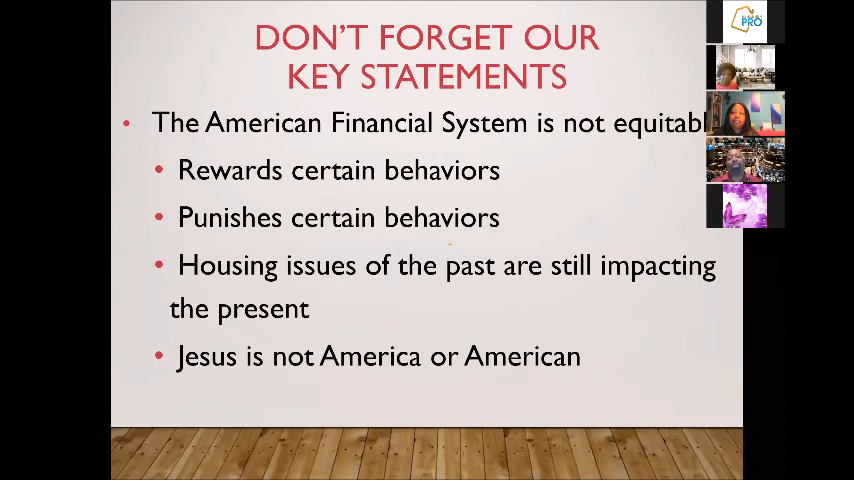 DON'T FORGET OUR
KEY STATEMENTS
• The American Financial System is not equitabl
• Rewards certain behaviors
• Punishes certain behaviors
• Housing issues of the past are still impacting
the present
• Jesus is not America or American
PRO